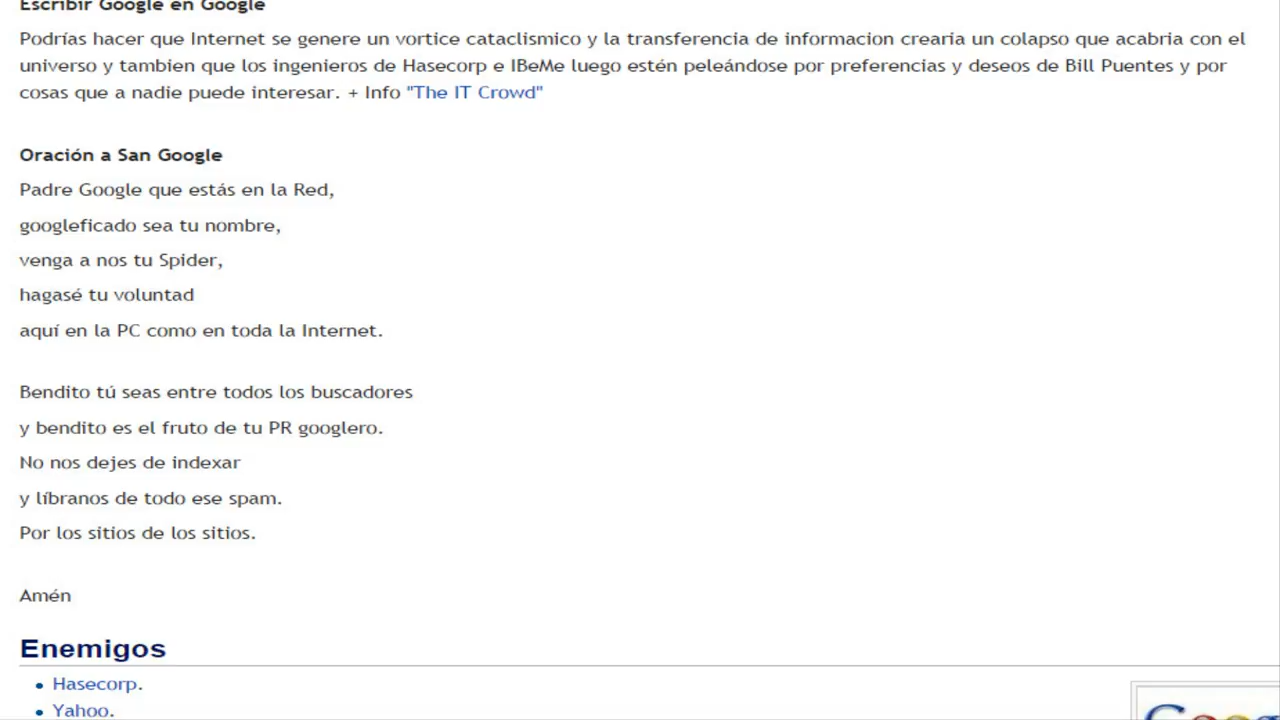 Escribir Google en Google
Podrías hacer que Internet se genere un vortice cataclismico y la transferencia de informacion crearia un colapso que acabria con el
universo y tambien que los ingenieros de Hasecorp e IBeMe luego estén peleándose por preferencias y deseos de Bill Puentes y por
cosas que a nadie puede interesar. + Info "The IT Crowd"
Oración a San Google
Padre Google que estás en la Red,
googleficado sea tu nombre,
venga a nos tu Spider,
hagasé tu voluntad
aquí en la PC como en toda la Internet.
Bendito tú seas entre todos los buscadores
y bendito es el fruto de tu PR googlero.
No nos dejes de indexar
y líbranos de todo ese spam.
Por los sitios de los sitios.
Amén
Enemigos
• Hasecorp.
• Yahoo.